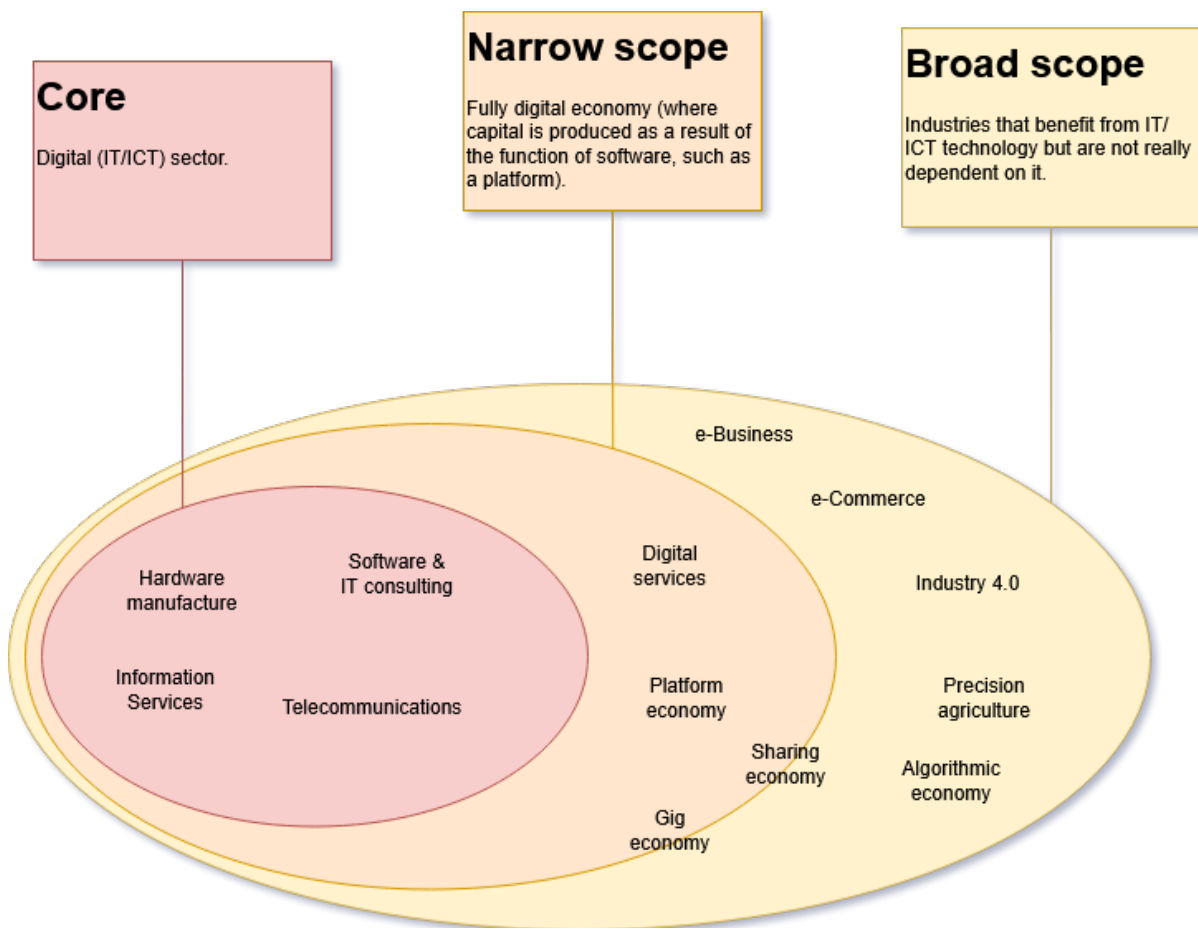 Core
Digital (IT/ICT) sector.
Narrow scope
Fully digital economy (where
capital is produced as a result of
the function of software, such as
a platform).
Broad scope
Industries that benefit from IT/
ICT technology but are not really
dependent on it.
e-Business
e-Commerce
Software &
IT consulting
Hardware
manufacture
Digital
services
Industry 4.0
Information
Services
Telecommunications
Platform
economy
Precision
agriculture
Sharing
economy
Algorithmic
economy
Gig
economy